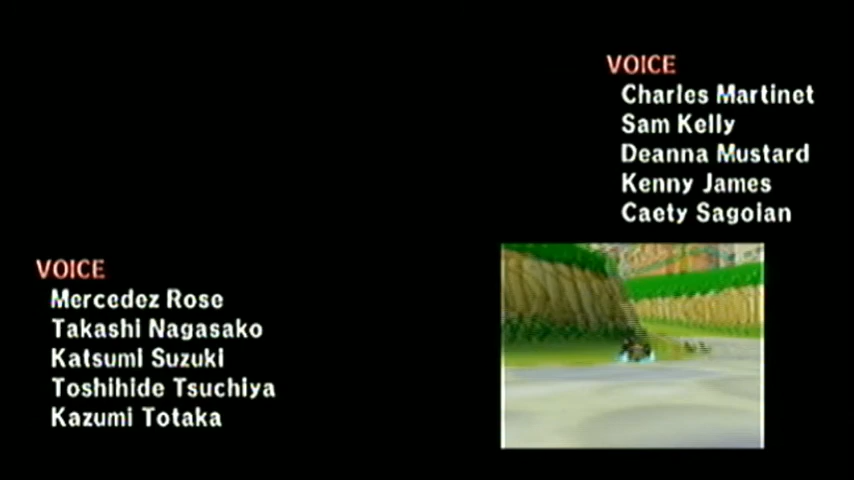 VOICE
Charles Martinet
Sam Kelly
Deanna Mustard
Kenny James
Caety Sagoian
VOICE
Mercedez Rose
Takashi Nagasako
Katsumi Suzuki
Toshihide Tsuchiya
Kazumi Totaka